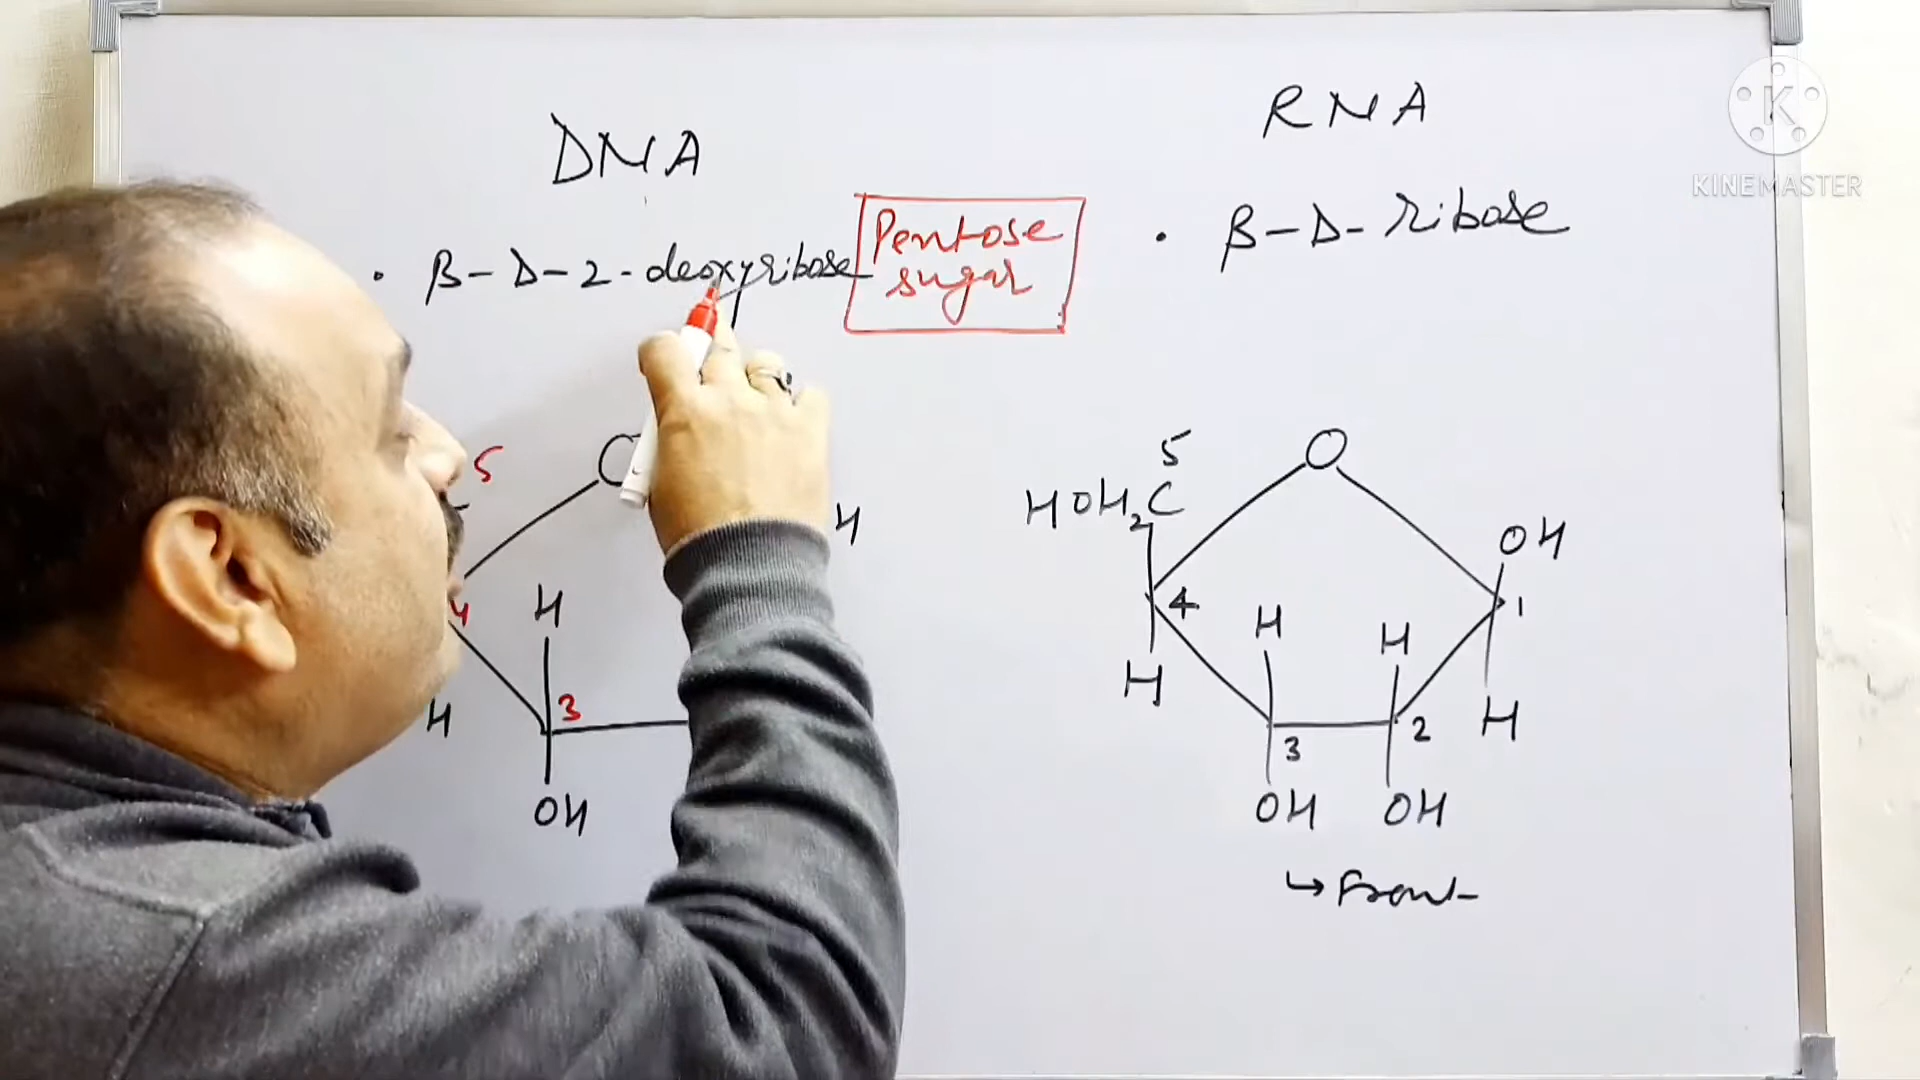 DNA
RNA
KINEMASTER
• β-D-2-deoxyribose
Pentose
sugar
• β-D-ribose
5
O
H
4
H
H
3
OH
5
O
HOH₂C
OH
4
1
H
H
H
H
3
2
OH
OH
↳ Front